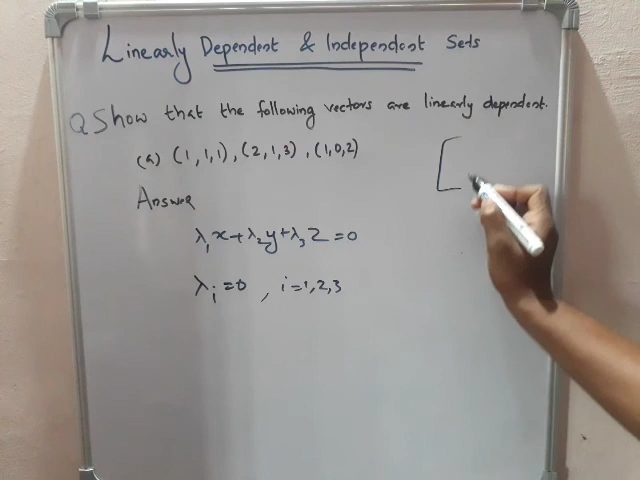 Linearly Dependent & Independent Sets
Q Show that the following vectors are linearly dependent.
(a) (1,1,1), (2,1,3), (1,0,2)
Answer
λ₁x+λ₂y+λ₃z=0
λᵢ=0, i=1,2,3
[